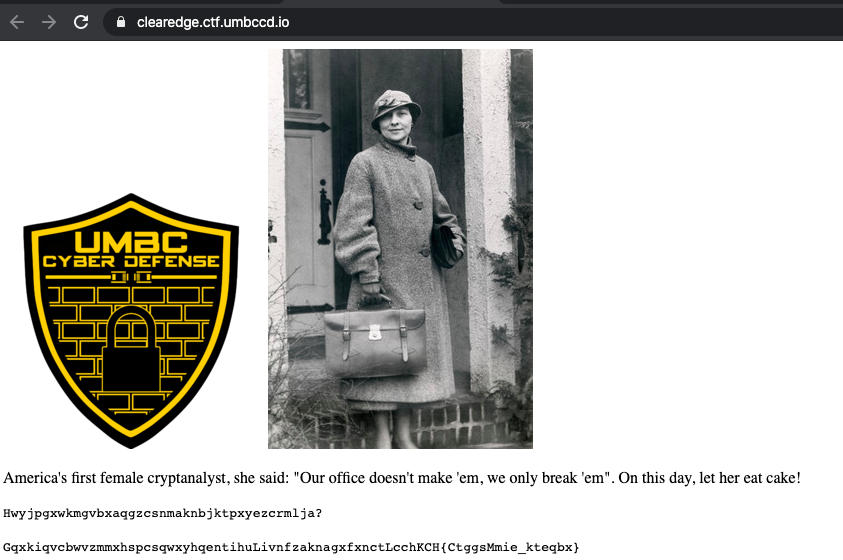 clearedge.ctf.umbccd.io
UMBC
CYBER DEFENSE
America's first female cryptanalyst, she said: "Our office doesn't make 'em, we only break 'em". On this day, let her eat cake!
Hwyjpgxwkmgvbxaqgzcsnmaknbjktpxyezcrmlja?
GqxkiqvcbwvzmmxhspcsqwxyhqentihuLivnfzaknagxfxnctLcchKCH{CtggsMmie_kteqbx}